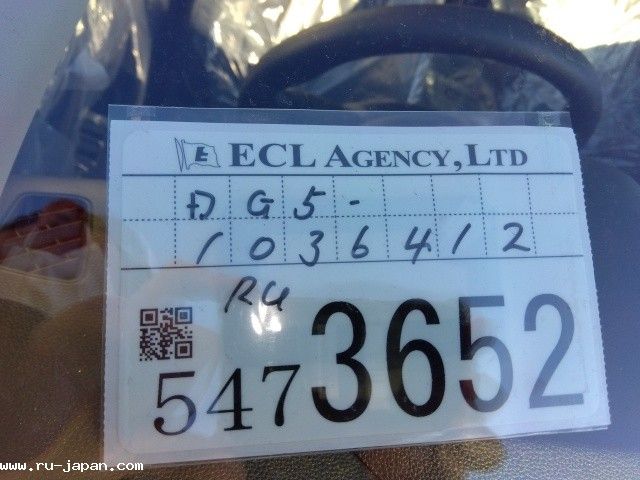 E ECL AGENCY, LTD
DG5-
1036412
RU
5473652
www.ru-japan.com